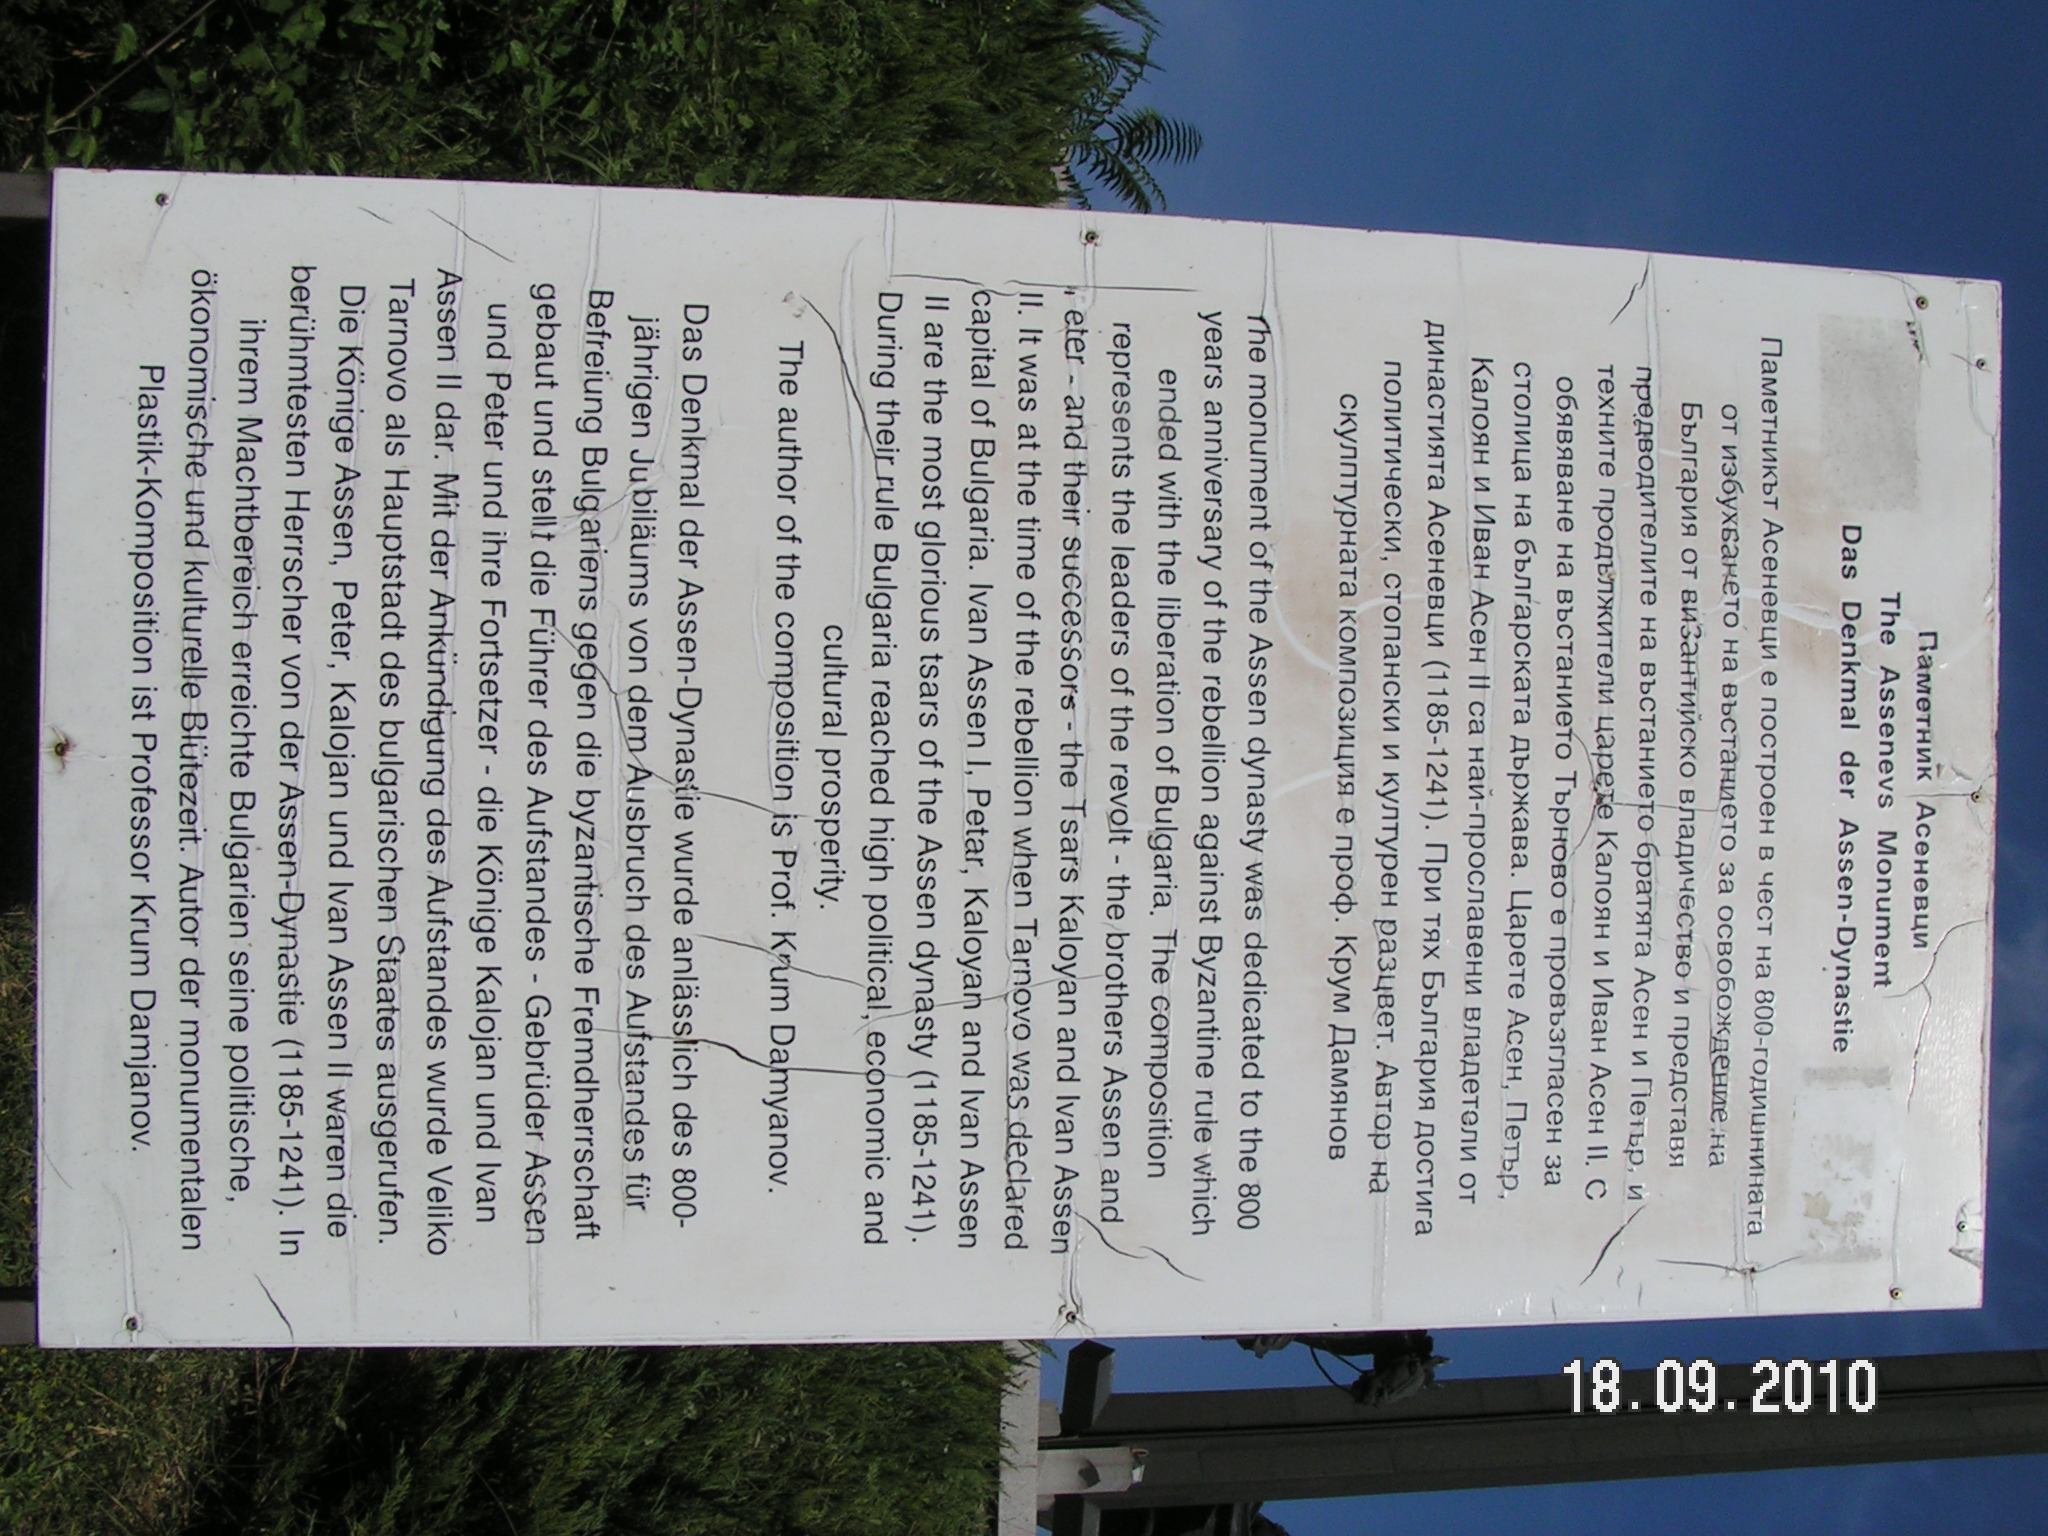 Паметник Асеневци
The Assenevs Monument
Das Denkmal der Assen-Dynastie
Паметникът Асеневци е построен в чест на 800-годишнината
от избухването на въстанието за освобождение на
България от византийско владичество и представя
предводителите на въстанието братята Асен и Петър, и
техните продължители царете Калоян и Иван Асен II. С
обявяване на въстанието Търново е провъзгласен за
столица на българската държава. Царете Асен, Петър,
Калоян и Иван Асен II са най-прославени владетели от
династията Асеневци (1185-1241). При тях България достига
политически, стопански и културен разцвет. Автор на
скулптурната композиция е проф. Крум Дамянов
The monument of the Assen dynasty was dedicated to the 800
years anniversary of the rebellion against Byzantine rule which
ended with the liberation of Bulgaria. The composition
represents the leaders of the revolt - the brothers Assen and
Peter - and their successors - the Tsars Kaloyan and Ivan Assen
II. It was at the time of the rebellion when Tarnovo was declared
capital of Bulgaria. Ivan Assen I, Petar, Kaloyan and Ivan Assen
II are the most glorious tsars of the Assen dynasty (1185-1241).
During their rule Bulgaria reached high political, economic and
cultural prosperity.
The author of the composition is Prof. Krum Damyanov.
Das Denkmal der Assen-Dynastie wurde anlässlich des 800-
jährigen Jubiläums von dem Ausbruch des Aufstandes für
Befreiung Bulgariens gegen die byzantische Fremdherrschaft
gebaut und stellt die Führer des Aufstandes - Gebrüder Assen
und Peter und ihre Fortsetzer - die Könige Kalojan und Ivan
Assen II dar. Mit der Ankündigung des Aufstandes wurde Veliko
Tarnovo als Hauptstadt des bulgarischen Staates ausgerufen.
Die Könige Assen, Peter, Kalojan und Ivan Assen II waren die
berühmtesten Herrscher von der Assen-Dynastie (1185-1241). In
ihrem Machtbereich erreichte Bulgarien seine politische,
ökonomische und kulturelle Blütezeit. Autor der monumentalen
Plastik-Komposition ist Professor Krum Damjanov.
18.09.2010